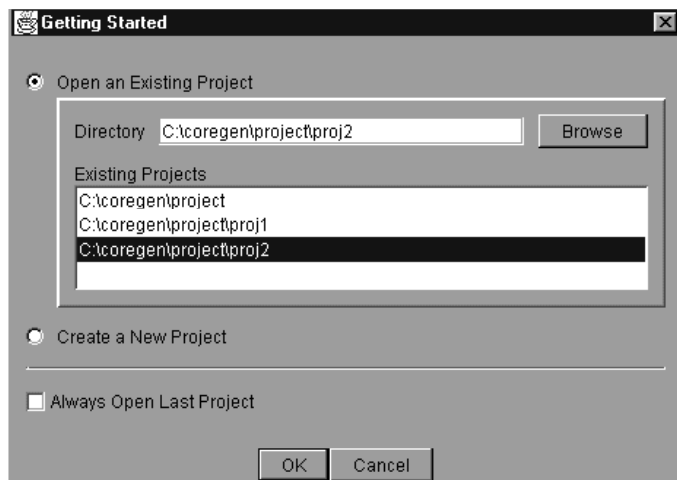 Getting Started
Open an Existing Project
Directory C:\coregen\project\proj2 Browse
Existing Projects
C:\coregen\project
C:\coregen\project\proj1
C:\coregen\project\proj2
Create a New Project
Always Open Last Project
OK Cancel